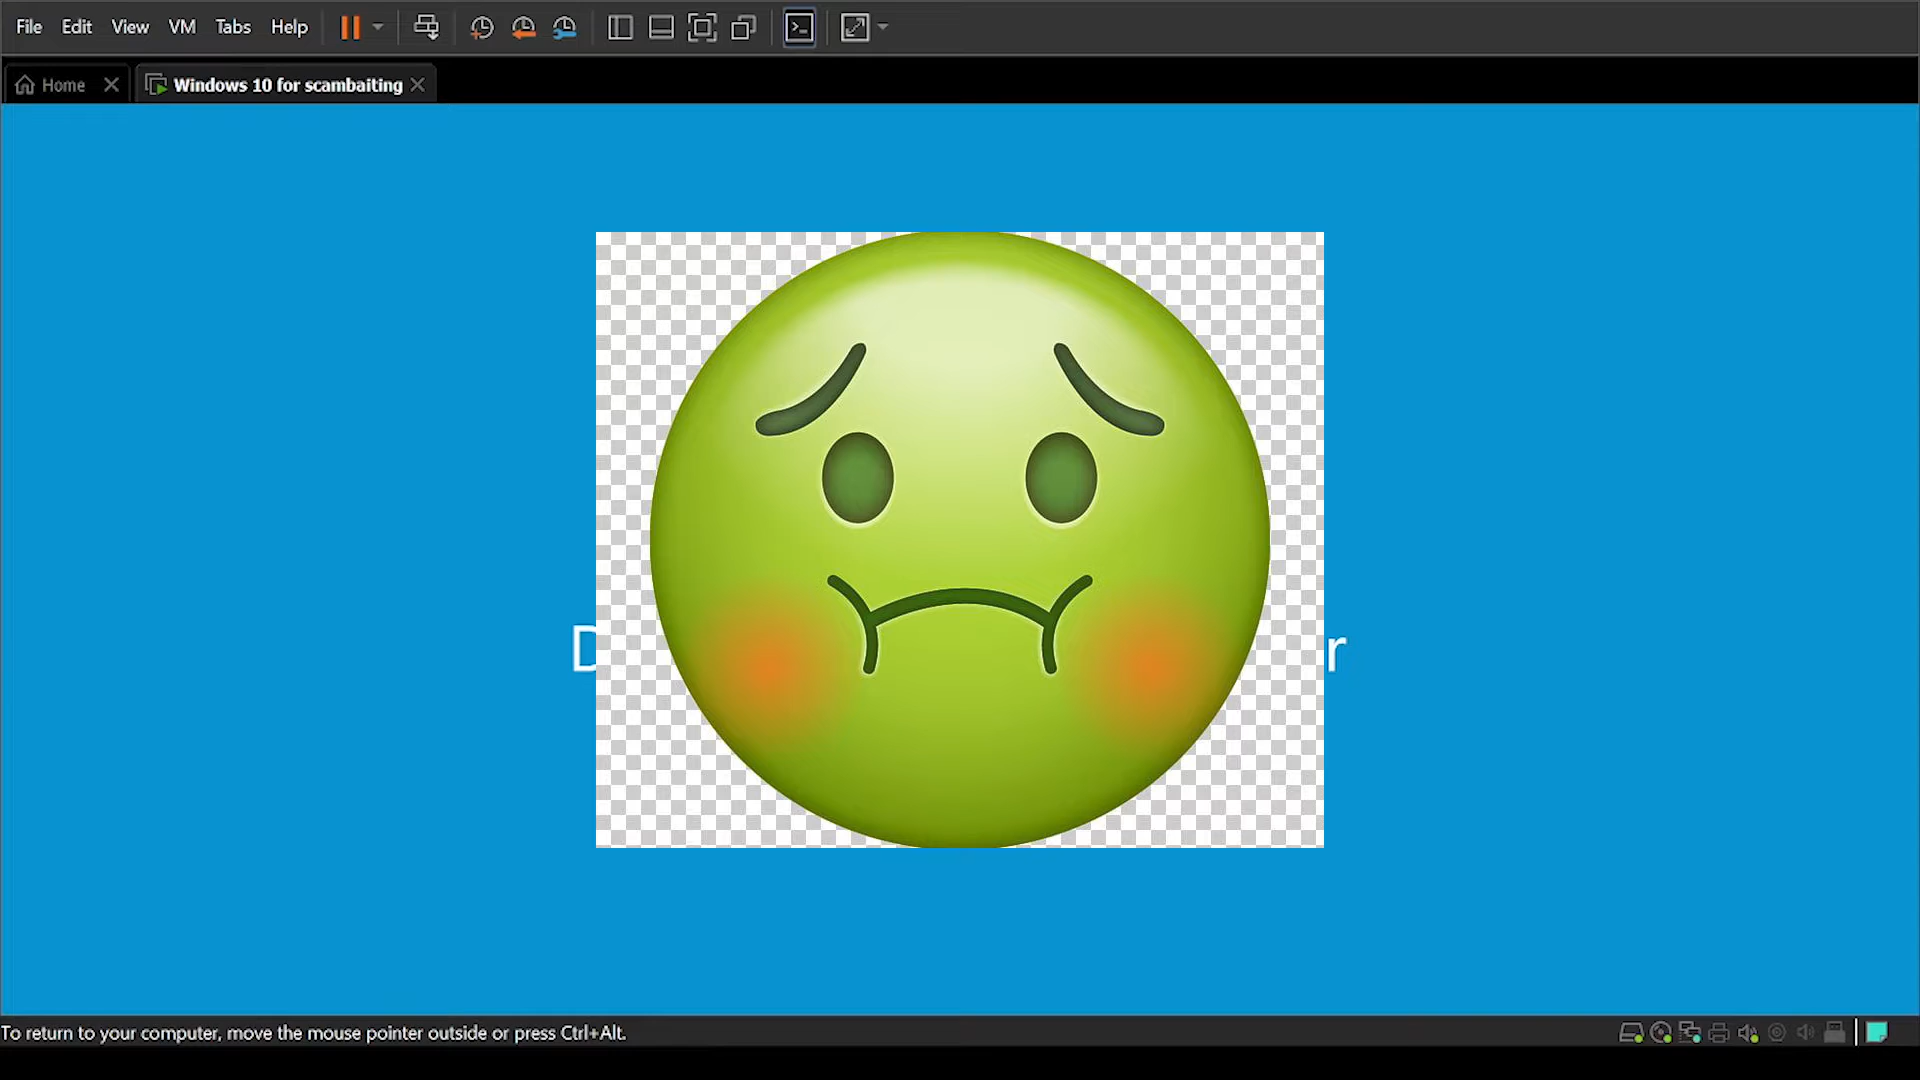 File Edit View VM Tabs Help
Home
Windows 10 for scambaiting
D r
To return to your computer, move the mouse pointer outside or press Ctrl+Alt.